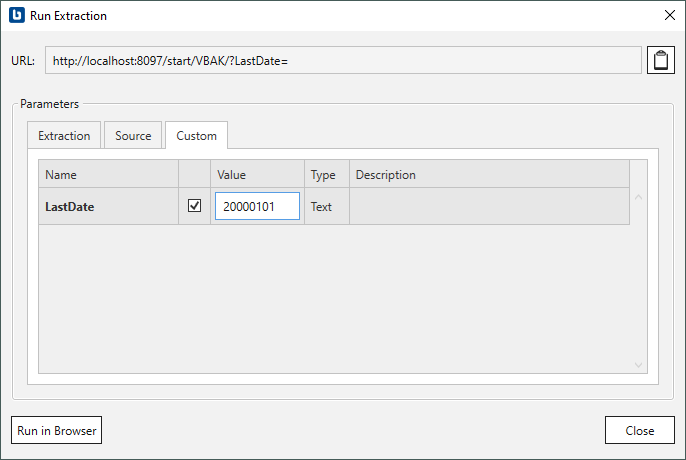 Run Extraction
URL: http://localhost:8097/start/VBAK/?LastDate=
Parameters
Extraction Source Custom
Name Value Type Description
LastDate 20000101 Text
Run in Browser Close